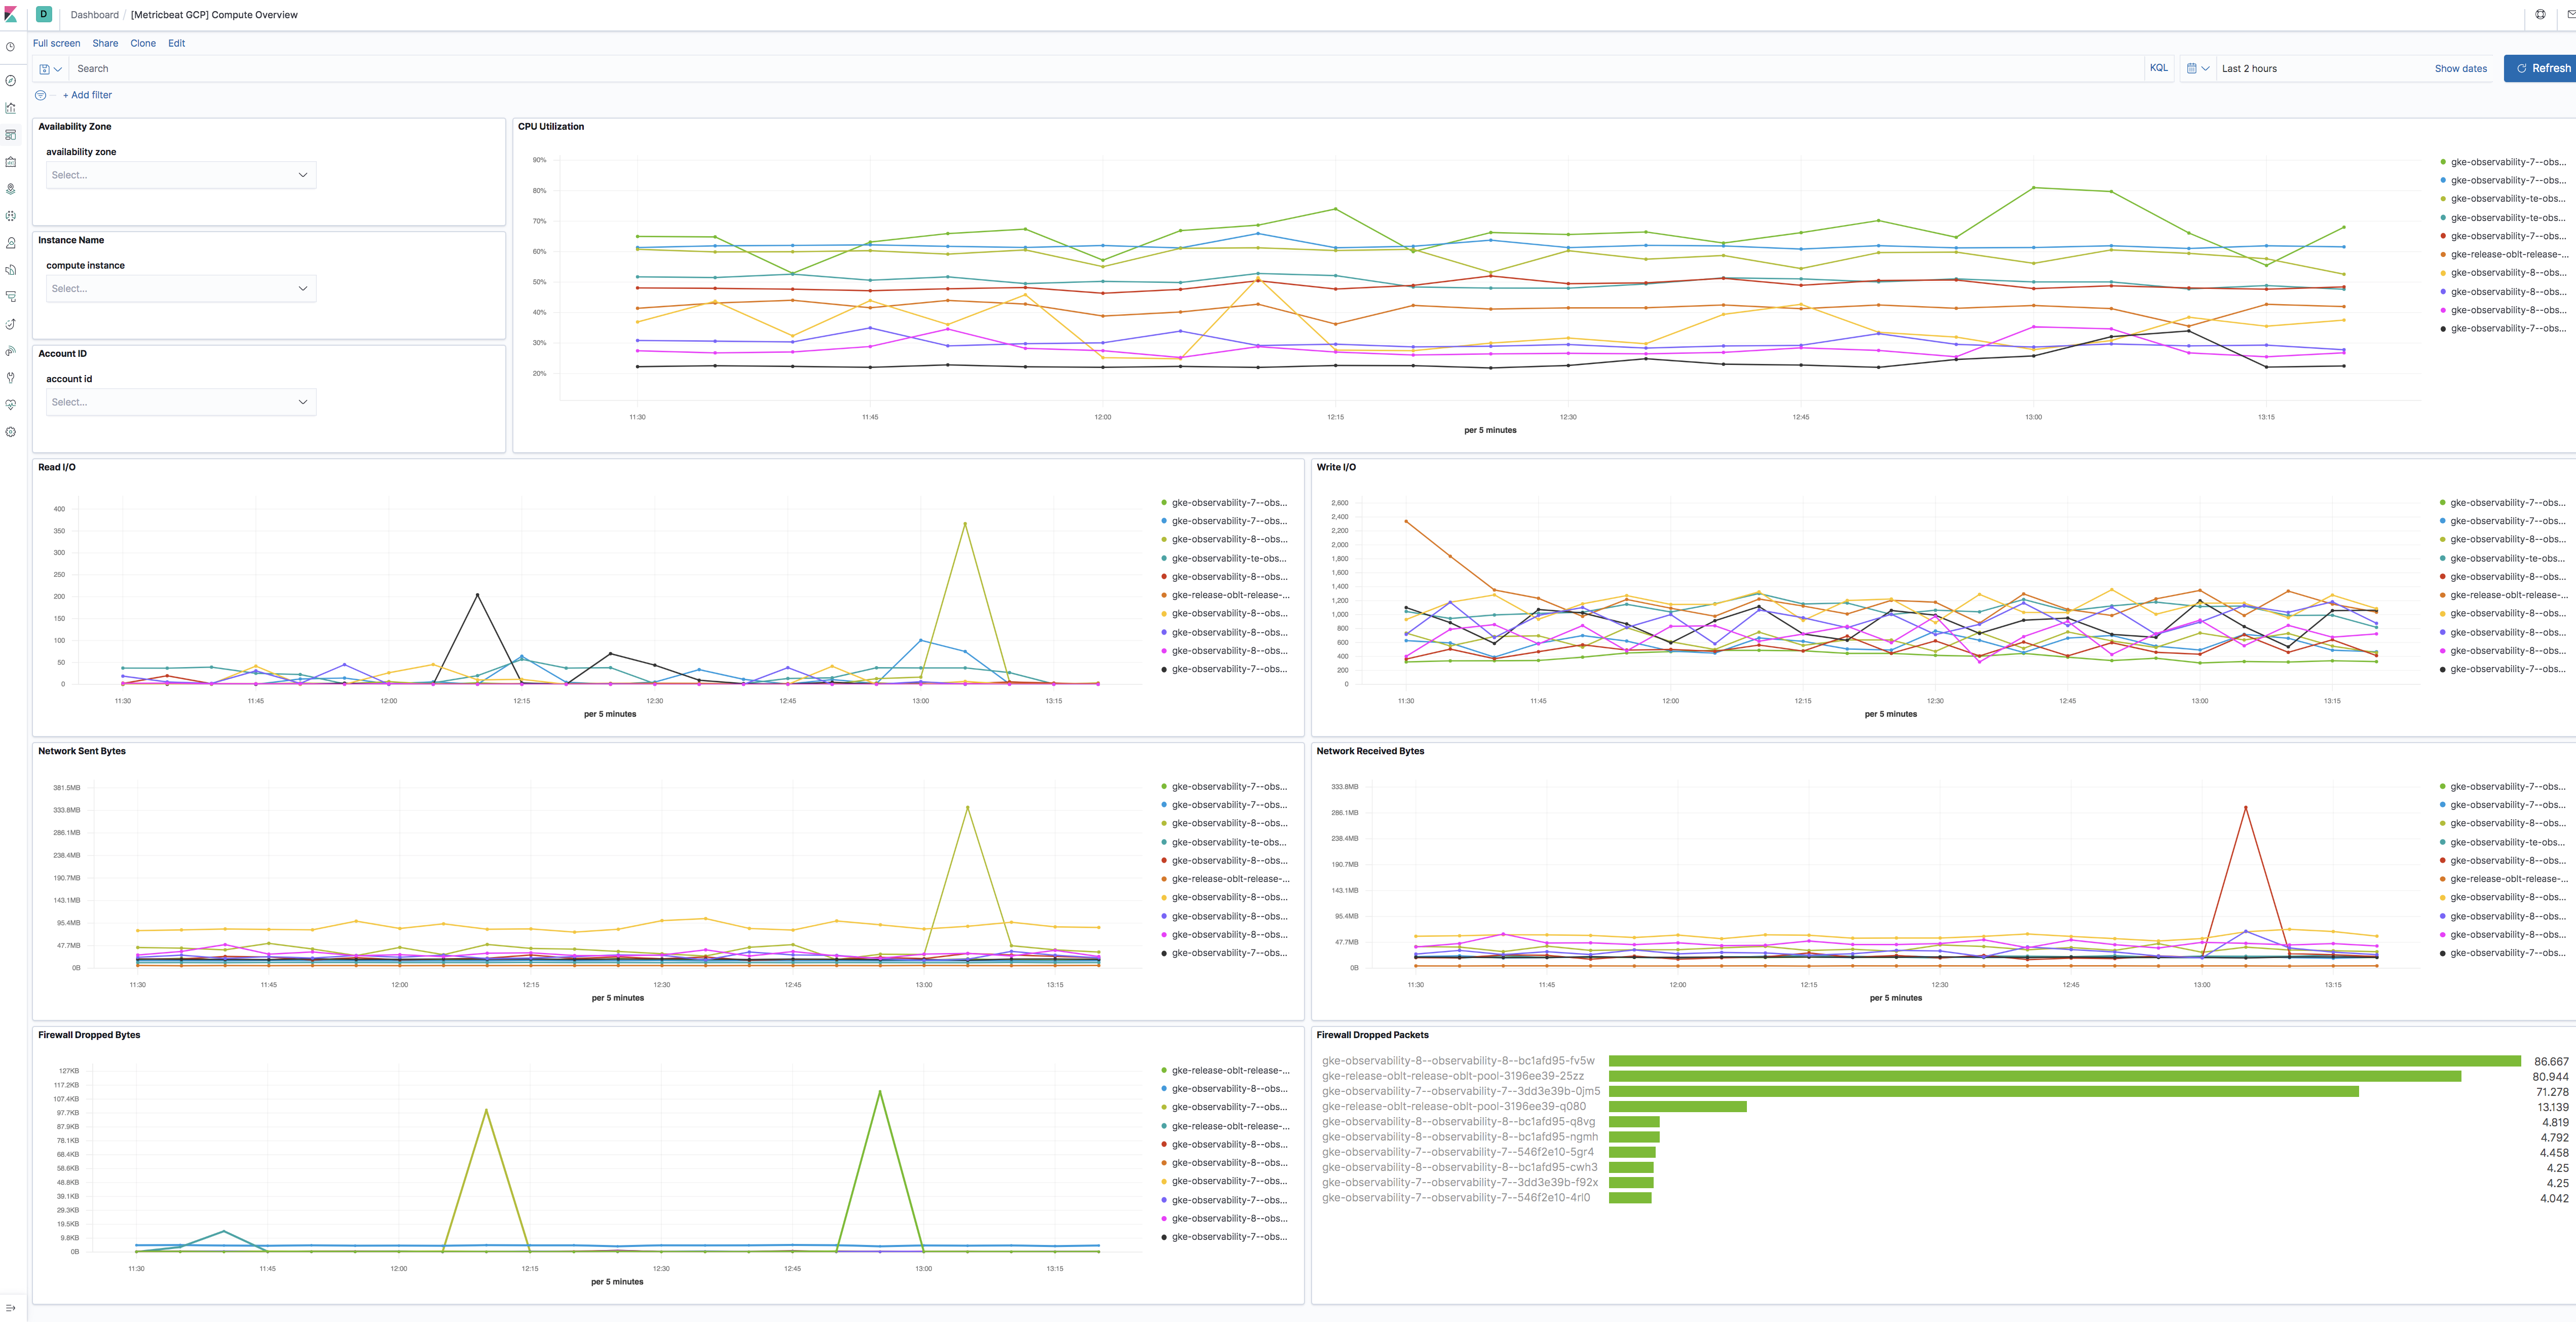 D Dashboard / [Metricbeat GCP] Compute Overview
Full screen Share Clone Edit
Search KQL Last 2 hours Show dates Refresh
+ Add filter
Availability Zone
availability zone
Select...
Instance Name
compute instance
Select...
Account ID
account id
Select...
CPU Utilization
90%
80%
70%
60%
50%
40%
30%
20%
11:30 11:45 12:00 12:15 12:30 12:45 13:00 13:15
per 5 minutes
gke-observability-7--obs...
gke-observability-7--obs...
gke-observability-te-obs...
gke-observability-te-obs...
gke-observability-7--obs...
gke-release-oblt-release-...
gke-observability-8--obs...
gke-observability-8--obs...
gke-observability-8--obs...
gke-observability-7--obs...
Read I/O
400
350
300
250
200
150
100
50
0
11:30 11:45 12:00 12:15 12:30 12:45 13:00 13:15
per 5 minutes
gke-observability-7--obs...
gke-observability-7--obs...
gke-observability-8--obs...
gke-observability-te-obs...
gke-observability-8--obs...
gke-release-oblt-release-...
gke-observability-8--obs...
gke-observability-8--obs...
gke-observability-8--obs...
gke-observability-7--obs...
Write I/O
2,600
2,400
2,200
2,000
1,800
1,600
1,400
1,200
1,000
800
600
400
200
0
11:30 11:45 12:00 12:15 12:30 12:45 13:00 13:15
per 5 minutes
gke-observability-7--obs...
gke-observability-7--obs...
gke-observability-8--obs...
gke-observability-te-obs...
gke-observability-8--obs...
gke-release-oblt-release-...
gke-observability-8--obs...
gke-observability-8--obs...
gke-observability-8--obs...
gke-observability-7--obs...
Network Sent Bytes
381.5MB
333.8MB
286.1MB
238.4MB
190.7MB
143.1MB
95.4MB
47.7MB
0B
11:30 11:45 12:00 12:15 12:30 12:45 13:00 13:15
per 5 minutes
gke-observability-7--obs...
gke-observability-7--obs...
gke-observability-8--obs...
gke-observability-te-obs...
gke-observability-8--obs...
gke-release-oblt-release-...
gke-observability-8--obs...
gke-observability-8--obs...
gke-observability-8--obs...
gke-observability-7--obs...
Network Received Bytes
333.8MB
286.1MB
238.4MB
190.7MB
143.1MB
95.4MB
47.7MB
0B
11:30 11:45 12:00 12:15 12:30 12:45 13:00 13:15
per 5 minutes
gke-observability-7--obs...
gke-observability-7--obs...
gke-observability-8--obs...
gke-observability-te-obs...
gke-observability-8--obs...
gke-release-oblt-release-...
gke-observability-8--obs...
gke-observability-8--obs...
gke-observability-8--obs...
gke-observability-7--obs...
Firewall Dropped Bytes
127KB
117.2KB
107.4KB
97.7KB
87.9KB
78.1KB
68.4KB
58.6KB
48.8KB
39.1KB
29.3KB
19.5KB
9.8KB
0B
11:30 11:45 12:00 12:15 12:30 12:45 13:00 13:15
per 5 minutes
gke-release-oblt-release-...
gke-observability-8--obs...
gke-observability-7--obs...
gke-release-oblt-release-...
gke-observability-8--obs...
gke-observability-8--obs...
gke-observability-7--obs...
gke-observability-7--obs...
gke-observability-8--obs...
gke-observability-7--obs...
Firewall Dropped Packets
gke-observability-8--observability-8--bc1afd95-fv5w 86.667
gke-release-oblt-release-oblt-pool-3196ee39-25zz 80.944
gke-observability-7--observability-7--3dd3e39b-0jm5 71.278
gke-release-oblt-release-oblt-pool-3196ee39-q080 13.139
gke-observability-8--observability-8--bc1afd95-q8vg 4.819
gke-observability-8--observability-8--bc1afd95-ngmh 4.792
gke-observability-7--observability-7--546f2e10-5gr4 4.458
gke-observability-8--observability-8--bc1afd95-cwh3 4.25
gke-observability-7--observability-7--3dd3e39b-f92x 4.25
gke-observability-7--observability-7--546f2e10-4rl0 4.042